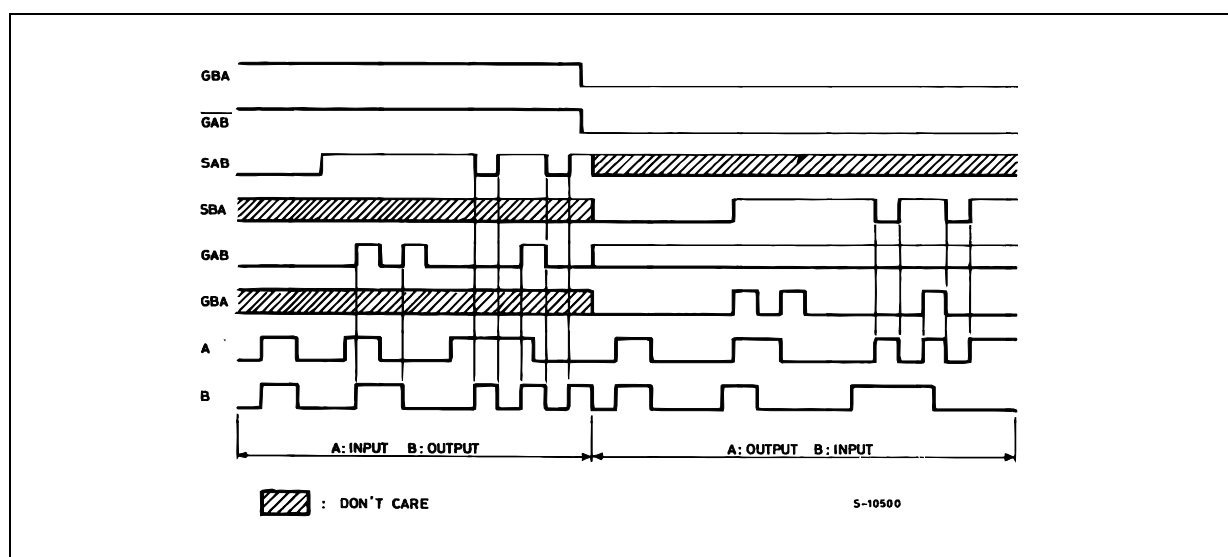 GBA
GAB
SAB
SBA
GAB
GBA
A
B
A: INPUT B: OUTPUT
A: OUTPUT B: INPUT
: DON'T CARE
S-10500